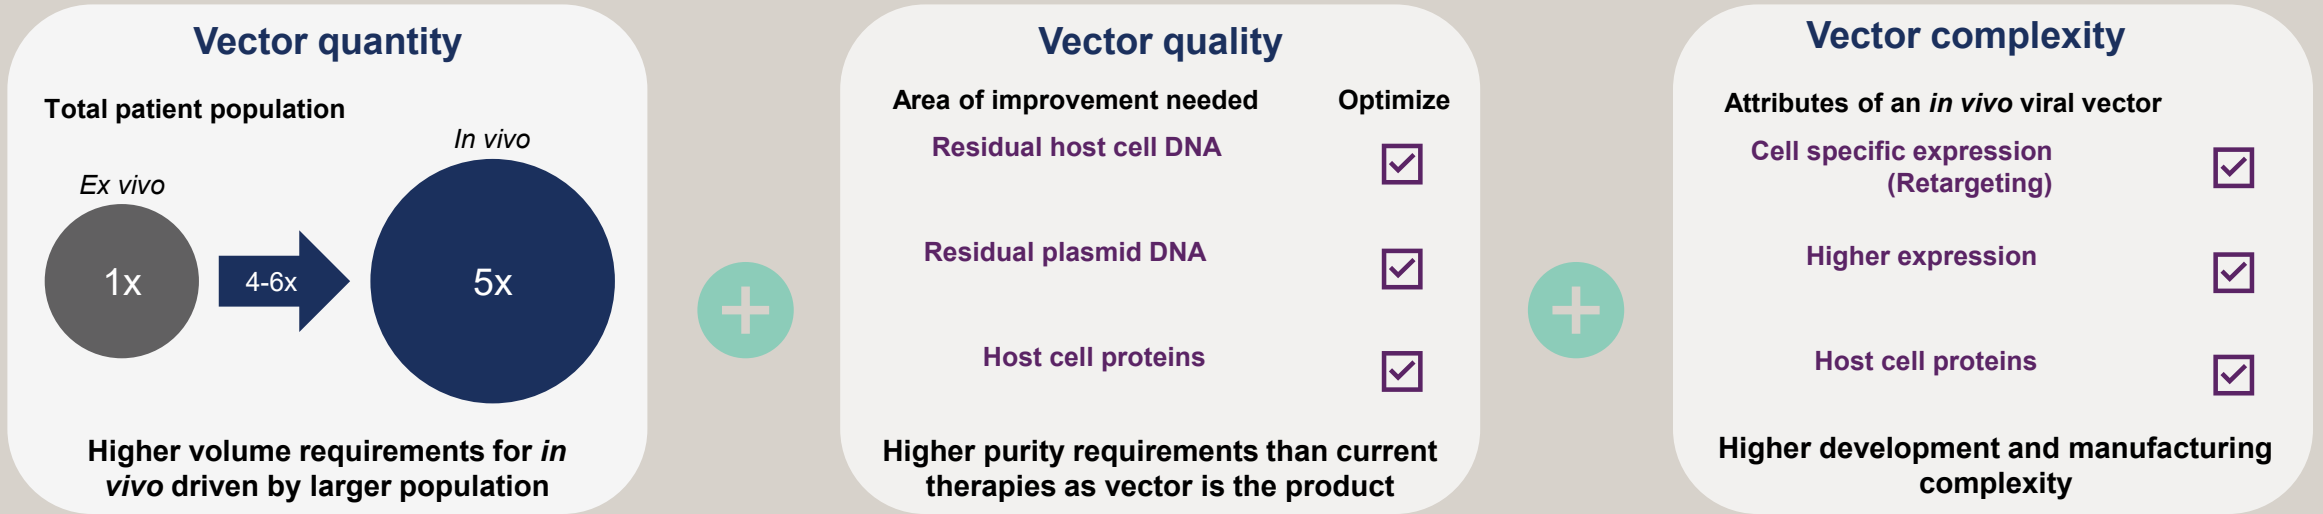 Vector quantity
Total patient population
Ex vivo
In vivo
1x
4-6x
5x
Higher volume requirements for in
vivo driven by larger population
Vector quality
Area of improvement needed
Optimize
Residual host cell DNA
Residual plasmid DNA
Host cell proteins
Higher purity requirements than current
therapies as vector is the product
Vector complexity
Attributes of an in vivo viral vector
Cell specific expression
(Retargeting)
Higher expression
Host cell proteins
Higher development and manufacturing
complexity